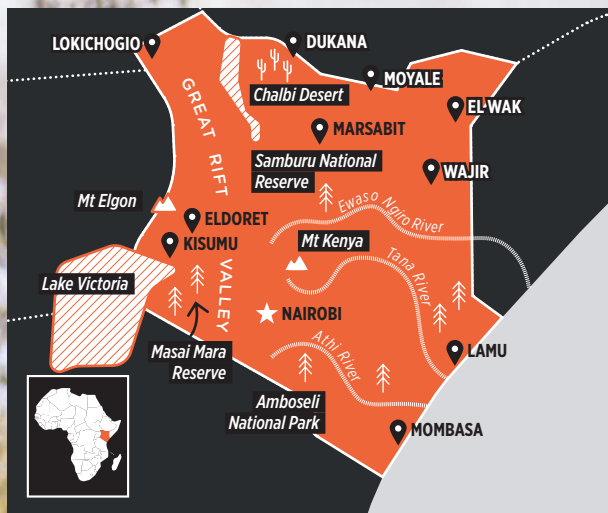 LOKICHOGIO
DUKANA
MOYALE
Chalbi Desert
EL WAK
MARSABIT
GREAT RIFT
VALLEY
Samburu National
Reserve
WAJIR
Mt Elgon
ELDORET
Ewaso Ngiro River
KISUMU
Mt Kenya
Lake Victoria
Tana River
NAIROBI
Masai Mara
Reserve
Athi River
LAMU
Amboseli
National Park
MOMBASA